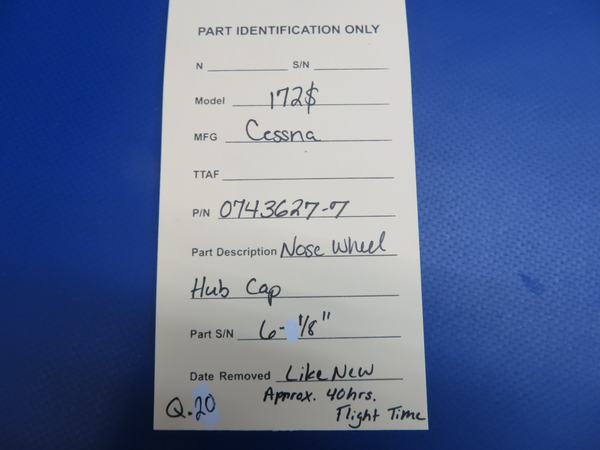 PART IDENTIFICATION ONLY
N S/N
Model 172$
MFG Cessna
TTAF
P/N 0743627-7
Part Description Nose Wheel
Hub Cap
Part S/N 6-1/8"
Date Removed Like New
Approx. 40hrs.
Flight Time
Q.20